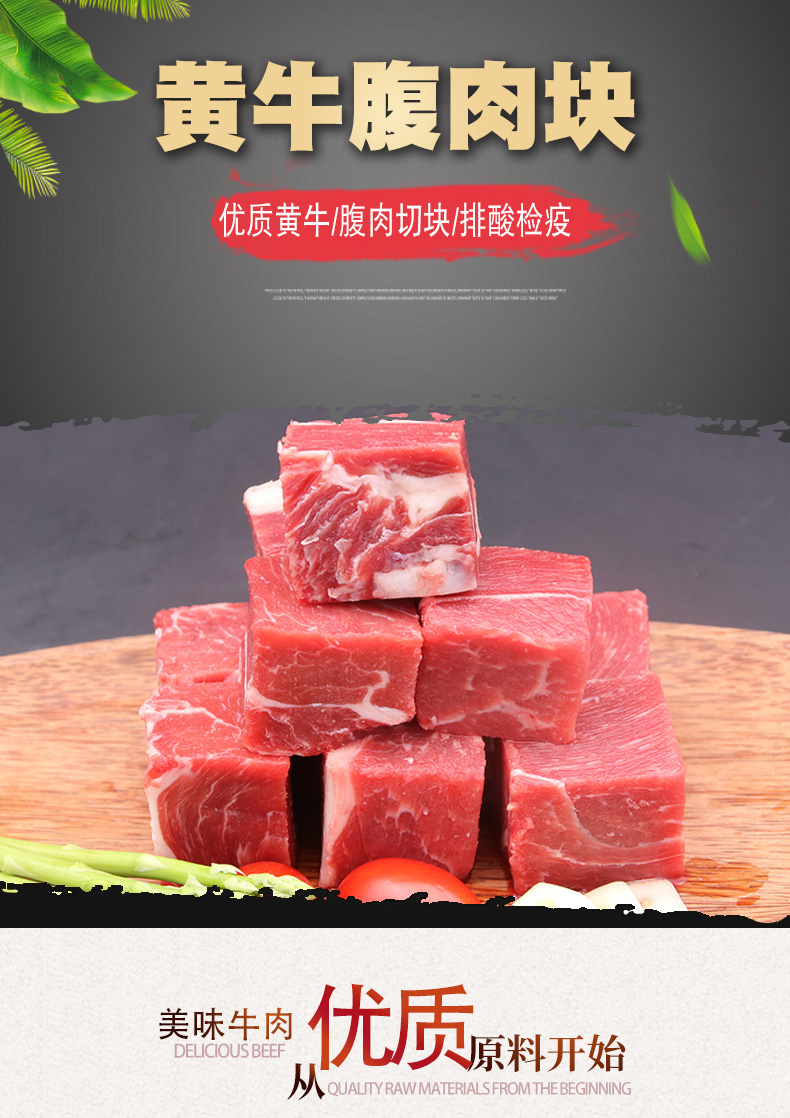 黄牛腹肉块
优质黄牛/腹肉切块/排酸检疫
美味牛肉
DELICIOUS BEEF
从
优质
原料开始
QUALITY RAW MATERIALS FROM THE BEGINNING